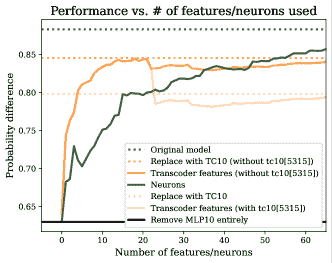 Performance vs. # of features/neurons used
Probability difference
0.85
0.80
0.75
0.70
0.65
Original model
Replace with TC10 (without tc10[5315])
Transcoder features (without tc10[5315])
Neurons
Replace with TC10
Transcoder features (with tc10[5315])
Remove MLP10 entirely
0 10 20 30 40 50 60
Number of features/neurons